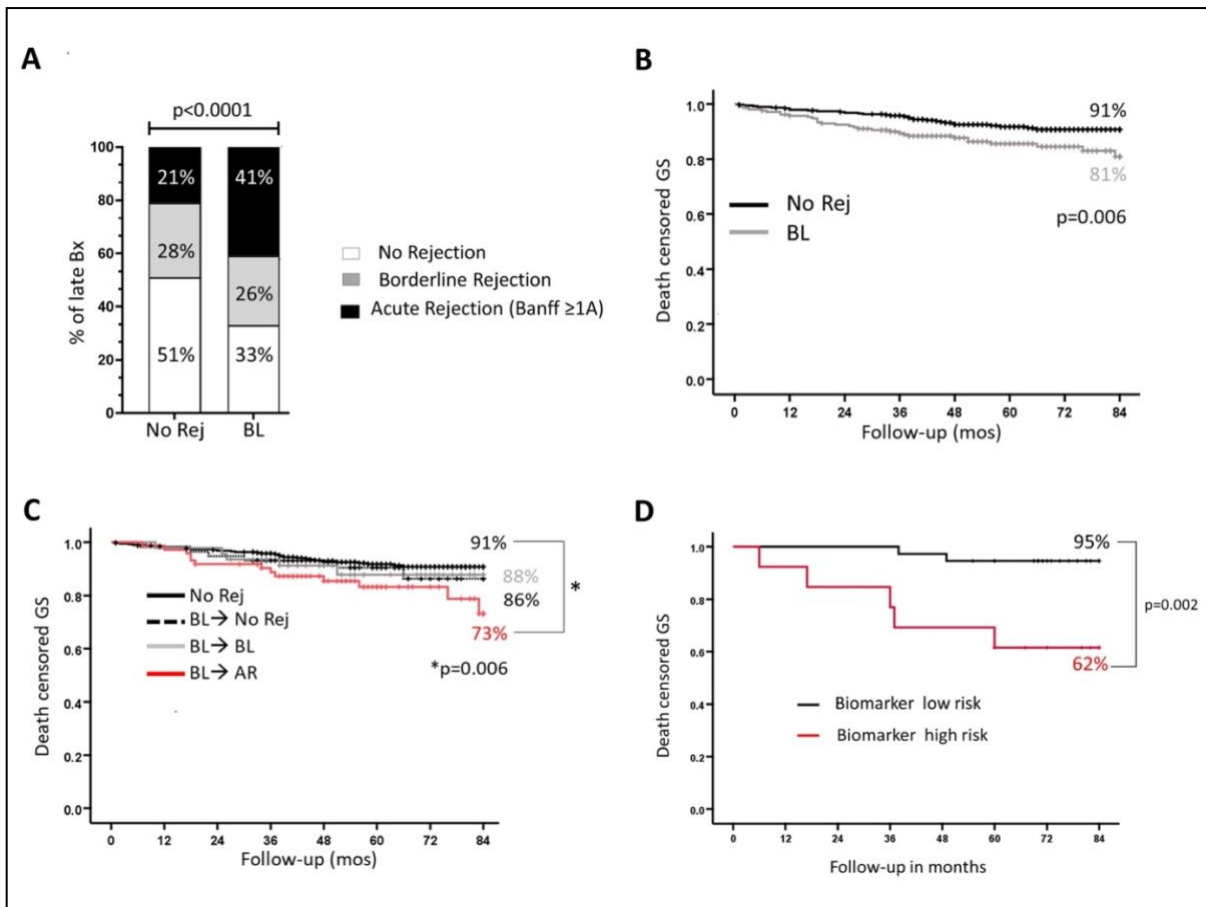 A
p<0.0001
% of late Bx
100
80
60
40
20
0
21%
28%
51%
41%
26%
33%
No Rej
BL
No Rejection
Borderline Rejection
Acute Rejection (Banff ≥1A)
B
Death censored GS
1.0
0.8
0.6
0.4
0.2
0.0
91%
81%
No Rej
BL
p=0.006
0 12 24 36 48 60 72 84
Follow-up (mos)
C
Death censored GS
1.0
0.8
0.6
0.4
0.2
0.0
91%
88%
86%
73%
*
*p=0.006
No Rej
BL→ No Rej
BL→ BL
BL→ AR
0 12 24 36 48 60 72 84
Follow-up (mos)
D
Death censored GS
1.0
0.8
0.6
0.4
0.2
0.0
95%
p=0.002
62%
Biomarker low risk
Biomarker high risk
0 12 24 36 48 60 72 84
Follow-up in months